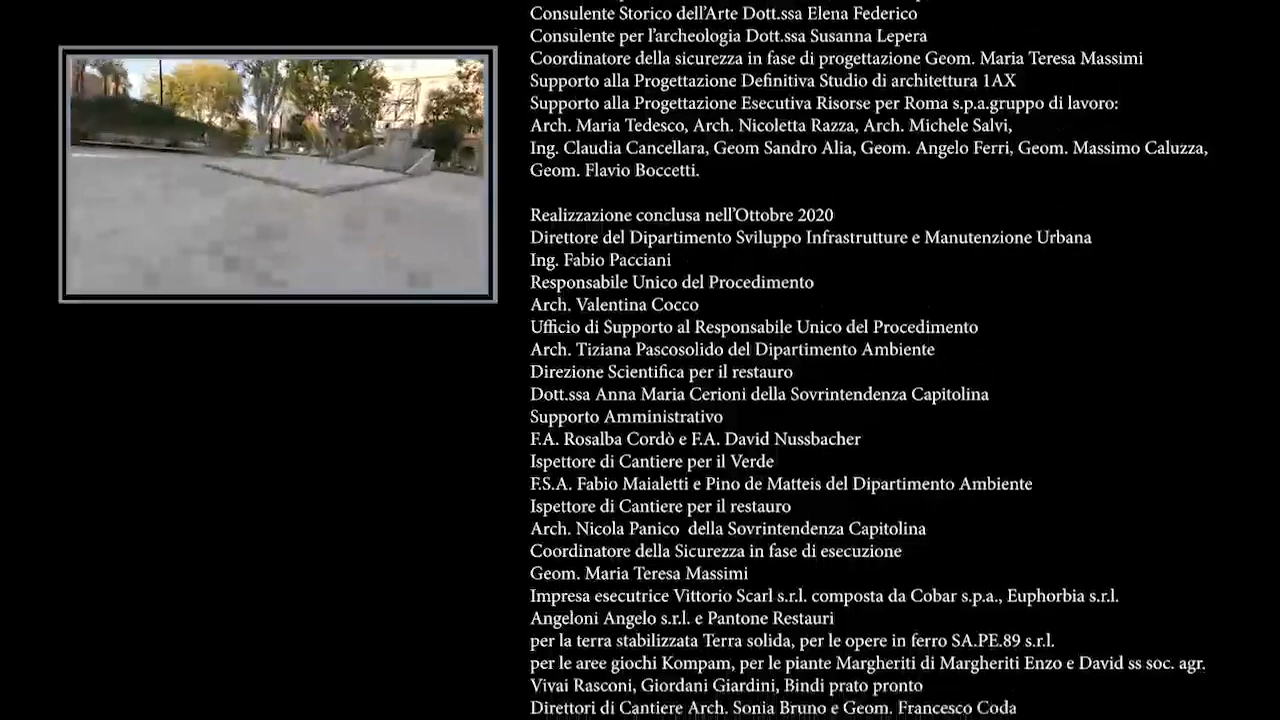 Consulente Storico dell'Arte Dott.ssa Elena Federico
Consulente per l'archeologia Dott.ssa Susanna Lepera
Coordinatore della sicurezza in fase di progettazione Geom. Maria Teresa Massimi
Supporto alla Progettazione Definitiva Studio di architettura 1AX
Supporto alla Progettazione Esecutiva Risorse per Roma s.p.a.gruppo di lavoro:
Arch. Maria Tedesco, Arch. Nicoletta Razza, Arch. Michele Salvi,
Ing. Claudia Cancellara, Geom Sandro Alia, Geom. Angelo Ferri, Geom. Massimo Caluzza,
Geom. Flavio Boccetti.
Realizzazione conclusa nell'Ottobre 2020
Direttore del Dipartimento Sviluppo Infrastrutture e Manutenzione Urbana
Ing. Fabio Pacciani
Responsabile Unico del Procedimento
Arch. Valentina Cocco
Ufficio di Supporto al Responsabile Unico del Procedimento
Arch. Tiziana Pascosolido del Dipartimento Ambiente
Direzione Scientifica per il restauro
Dott.ssa Anna Maria Cerioni della Sovrintendenza Capitolina
Supporto Amministrativo
F.A. Rosalba Cordò e F.A. David Nussbacher
Ispettore di Cantiere per il Verde
F.S.A. Fabio Maialetti e Pino de Matteis del Dipartimento Ambiente
Ispettore di Cantiere per il restauro
Arch. Nicola Panico della Sovrintendenza Capitolina
Coordinatore della Sicurezza in fase di esecuzione
Geom. Maria Teresa Massimi
Impresa esecutrice Vittorio Scarl s.r.l. composta da Cobar s.p.a., Euphorbia s.r.l.
Angeloni Angelo s.r.l. e Pantone Restauri
per la terra stabilizzata Terra solida, per le opere in ferro SA.PE.89 s.r.l.
per le aree giochi Kompam, per le piante Margheriti di Margheriti Enzo e David ss soc. agr.
Vivai Rasconi, Giordani Giardini, Bindi prato pronto
Direttori di Cantiere Arch. Sonia Bruno e Geom. Francesco Coda